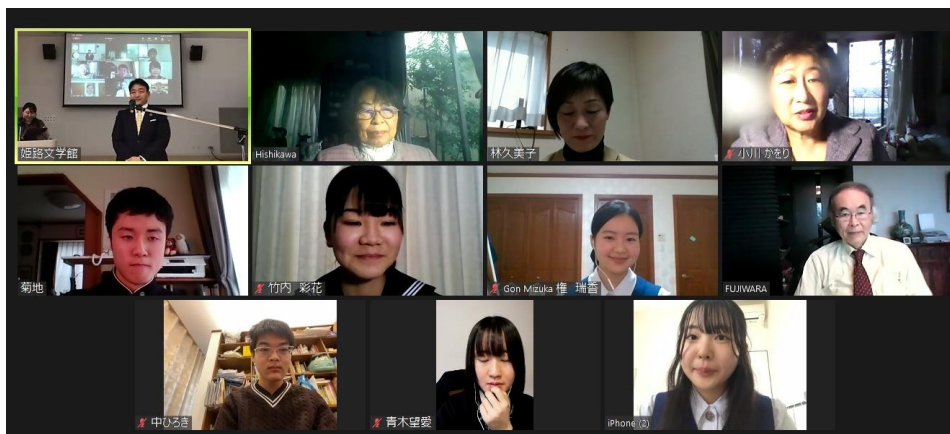 姫路文学館
Hishikawa
林久美子
小川 かをり
菊地
竹内 彩花
Gon Mizuka 権 瑞香
FUJIWARA
中ひろき
青木望愛
iPhone (2)